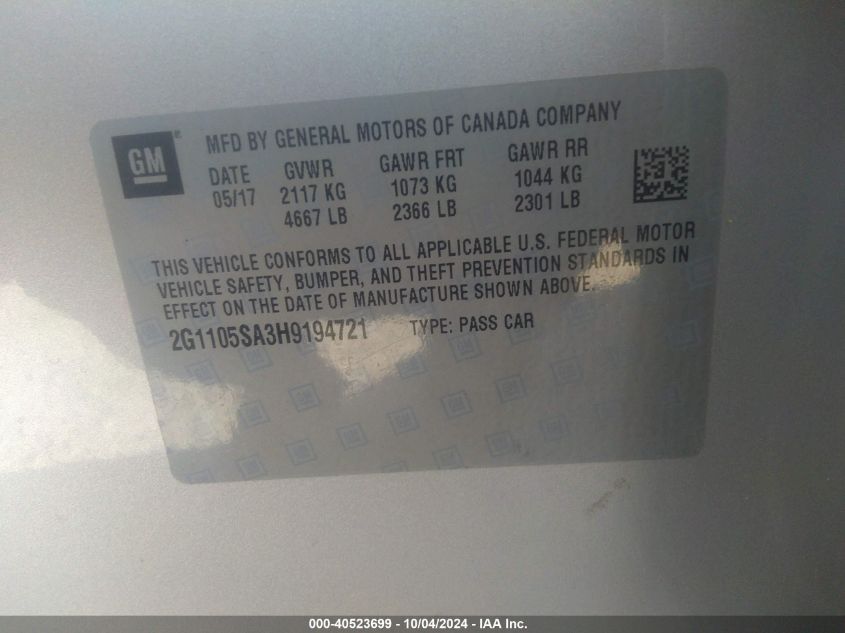 GM
MFD BY GENERAL MOTORS OF CANADA COMPANY
DATE GVWR GAWR FRT GAWR RR
05/17 2117 KG 1073 KG 1044 KG
4667 LB 2366 LB 2301 LB
THIS VEHICLE CONFORMS TO ALL APPLICABLE U.S. FEDERAL MOTOR
VEHICLE SAFETY, BUMPER, AND THEFT PREVENTION STANDARDS IN
EFFECT ON THE DATE OF MANUFACTURE SHOWN ABOVE.
2G1105SA3H9194721 TYPE: PASS CAR
000-40523699 - 10/04/2024 - IAA Inc.